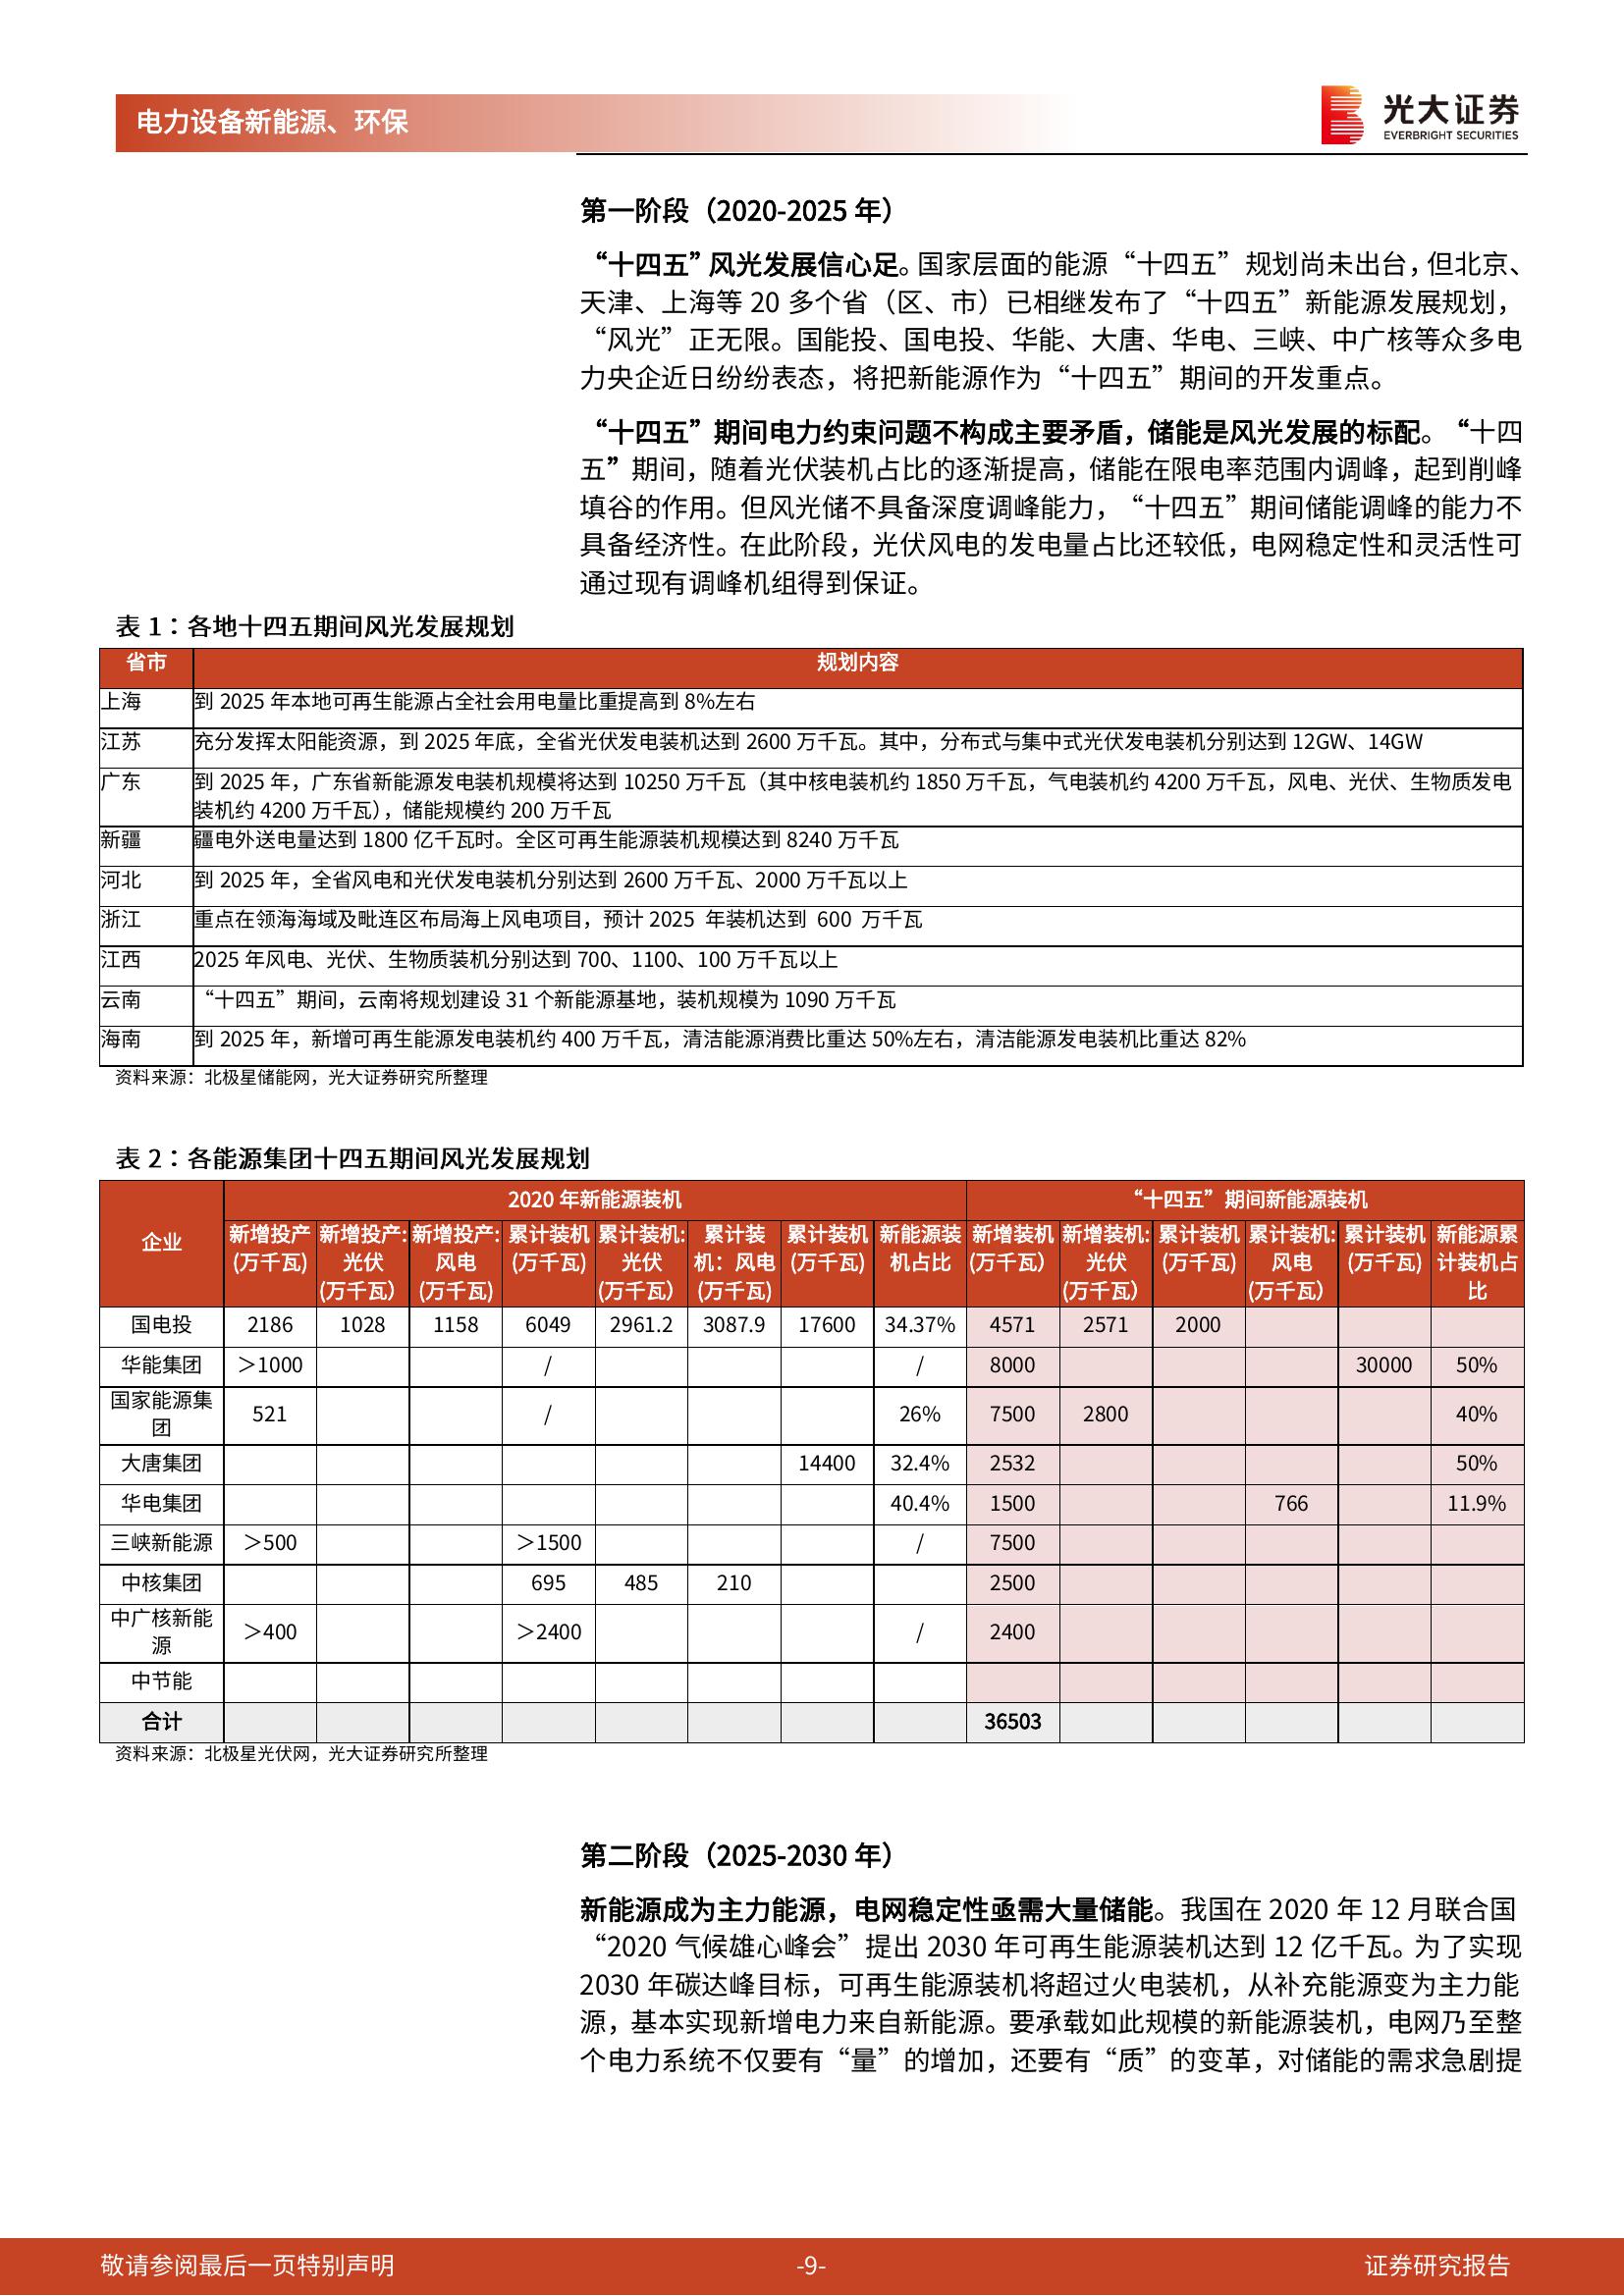 电力设备新能源、环保
光大证券
EVERBRIGHT SECURITIES
第一阶段（2020-2025 年）
“十四五”风光发展信心足。国家层面的能源“十四五”规划尚未出台，但北京、
天津、上海等 20 多个省（区、市）已相继发布了“十四五”新能源发展规划，
“风光”正无限。国能投、国电投、华能、大唐、华电、三峡、中广核等众多电
力央企近日纷纷表态，将把新能源作为“十四五”期间的开发重点。
“十四五”期间电力约束问题不构成主要矛盾，储能是风光发展的标配。“十四
五”期间，随着光伏装机占比的逐渐提高，储能在限电率范围内调峰，起到削峰
填谷的作用。但风光储不具备深度调峰能力，“十四五”期间储能调峰的能力不
具备经济性。在此阶段，光伏风电的发电量占比还较低，电网稳定性和灵活性可
通过现有调峰机组得到保证。
表 1：各地十四五期间风光发展规划
省市 规划内容
上海 到 2025 年本地可再生能源占全社会用电量比重提高到 8%左右
江苏 充分发挥太阳能资源，到 2025 年底，全省光伏发电装机达到 2600 万千瓦。其中，分布式与集中式光伏发电装机分别达到 12GW、14GW
广东 到 2025 年，广东省新能源发电装机规模将达到 10250 万千瓦（其中核电装机约 1850 万千瓦，气电装机约 4200 万千瓦，风电、光伏、生物质发电
装机约 4200 万千瓦），储能规模约 200 万千瓦
新疆 疆电外送电量达到 1800 亿千瓦时。全区可再生能源装机规模达到 8240 万千瓦
河北 到 2025 年，全省风电和光伏发电装机分别达到 2600 万千瓦、2000 万千瓦以上
浙江 重点在领海海域及毗连区布局海上风电项目，预计 2025 年装机达到 600 万千瓦
江西 2025 年风电、光伏、生物质装机分别达到 700、1100、100 万千瓦以上
云南 “十四五”期间，云南将规划建设 31 个新能源基地，装机规模为 1090 万千瓦
海南 到 2025 年，新增可再生能源发电装机约 400 万千瓦，清洁能源消费比重达 50%左右，清洁能源发电装机比重达 82%
资料来源：北极星储能网，光大证券研究所整理
表 2：各能源集团十四五期间风光发展规划
2020 年新能源装机 “十四五”期间新能源装机
企业
新增投产 新增投产: 新增投产: 累计装机 累计装机: 累计装 累计装机 新能源装 新增装机 新增装机: 累计装机 累计装机: 累计装机 新能源累
(万千瓦) 光伏 风电 (万千瓦) 光伏 机：风电 (万千瓦) 机占比 (万千瓦) 光伏 (万千瓦) 风电 (万千瓦) 计装机占
(万千瓦) (万千瓦) (万千瓦) (万千瓦) (万千瓦) (万千瓦) 比
国电投 2186 1028 1158 6049 2961.2 3087.9 17600 34.37% 4571 2571 2000
华能集团 ＞1000 / / 8000 30000 50%
国家能源集
团 521 / 26% 7500 2800 40%
大唐集团 14400 32.4% 2532 50%
华电集团 40.4% 1500 766 11.9%
三峡新能源 ＞500 ＞1500 / 7500
中核集团 695 485 210 2500
中广核新能
源 ＞400 ＞2400 / 2400
中节能
合计 36503
资料来源：北极星光伏网，光大证券研究所整理
第二阶段（2025-2030 年）
新能源成为主力能源，电网稳定性亟需大量储能。我国在 2020 年 12 月联合国
“2020 气候雄心峰会”提出 2030 年可再生能源装机达到 12 亿千瓦。为了实现
2030 年碳达峰目标，可再生能源装机将超过火电装机，从补充能源变为主力能
源，基本实现新增电力来自新能源。要承载如此规模的新能源装机，电网乃至整
个电力系统不仅要有“量”的增加，还要有“质”的变革，对储能的需求急剧提
敬请参阅最后一页特别声明 -9- 证券研究报告